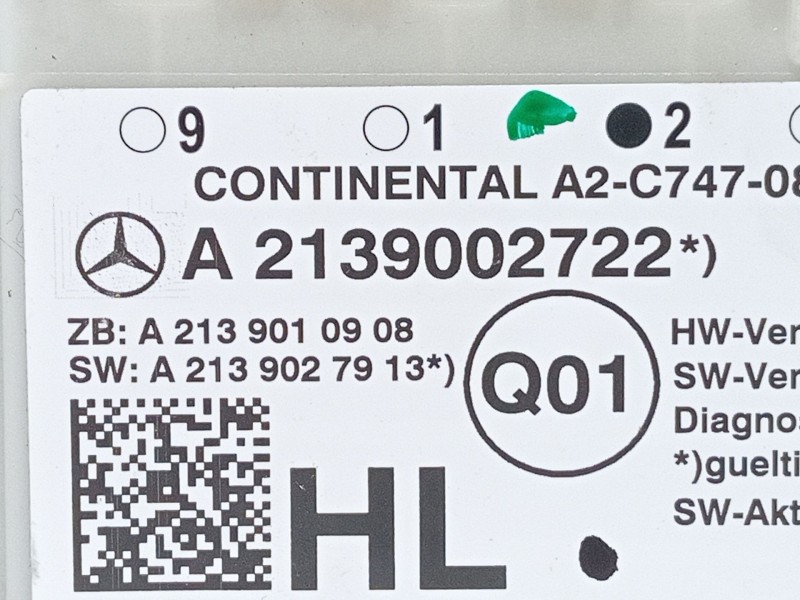 9 1 2
CONTINENTAL A2-C747-08
A 2139002722*)
ZB: A 213 901 09 08
SW: A 213 902 79 13*)
Q01
HW-Ver
SW-Ver
Diagnos
*)guelti
SW-Akt
HL